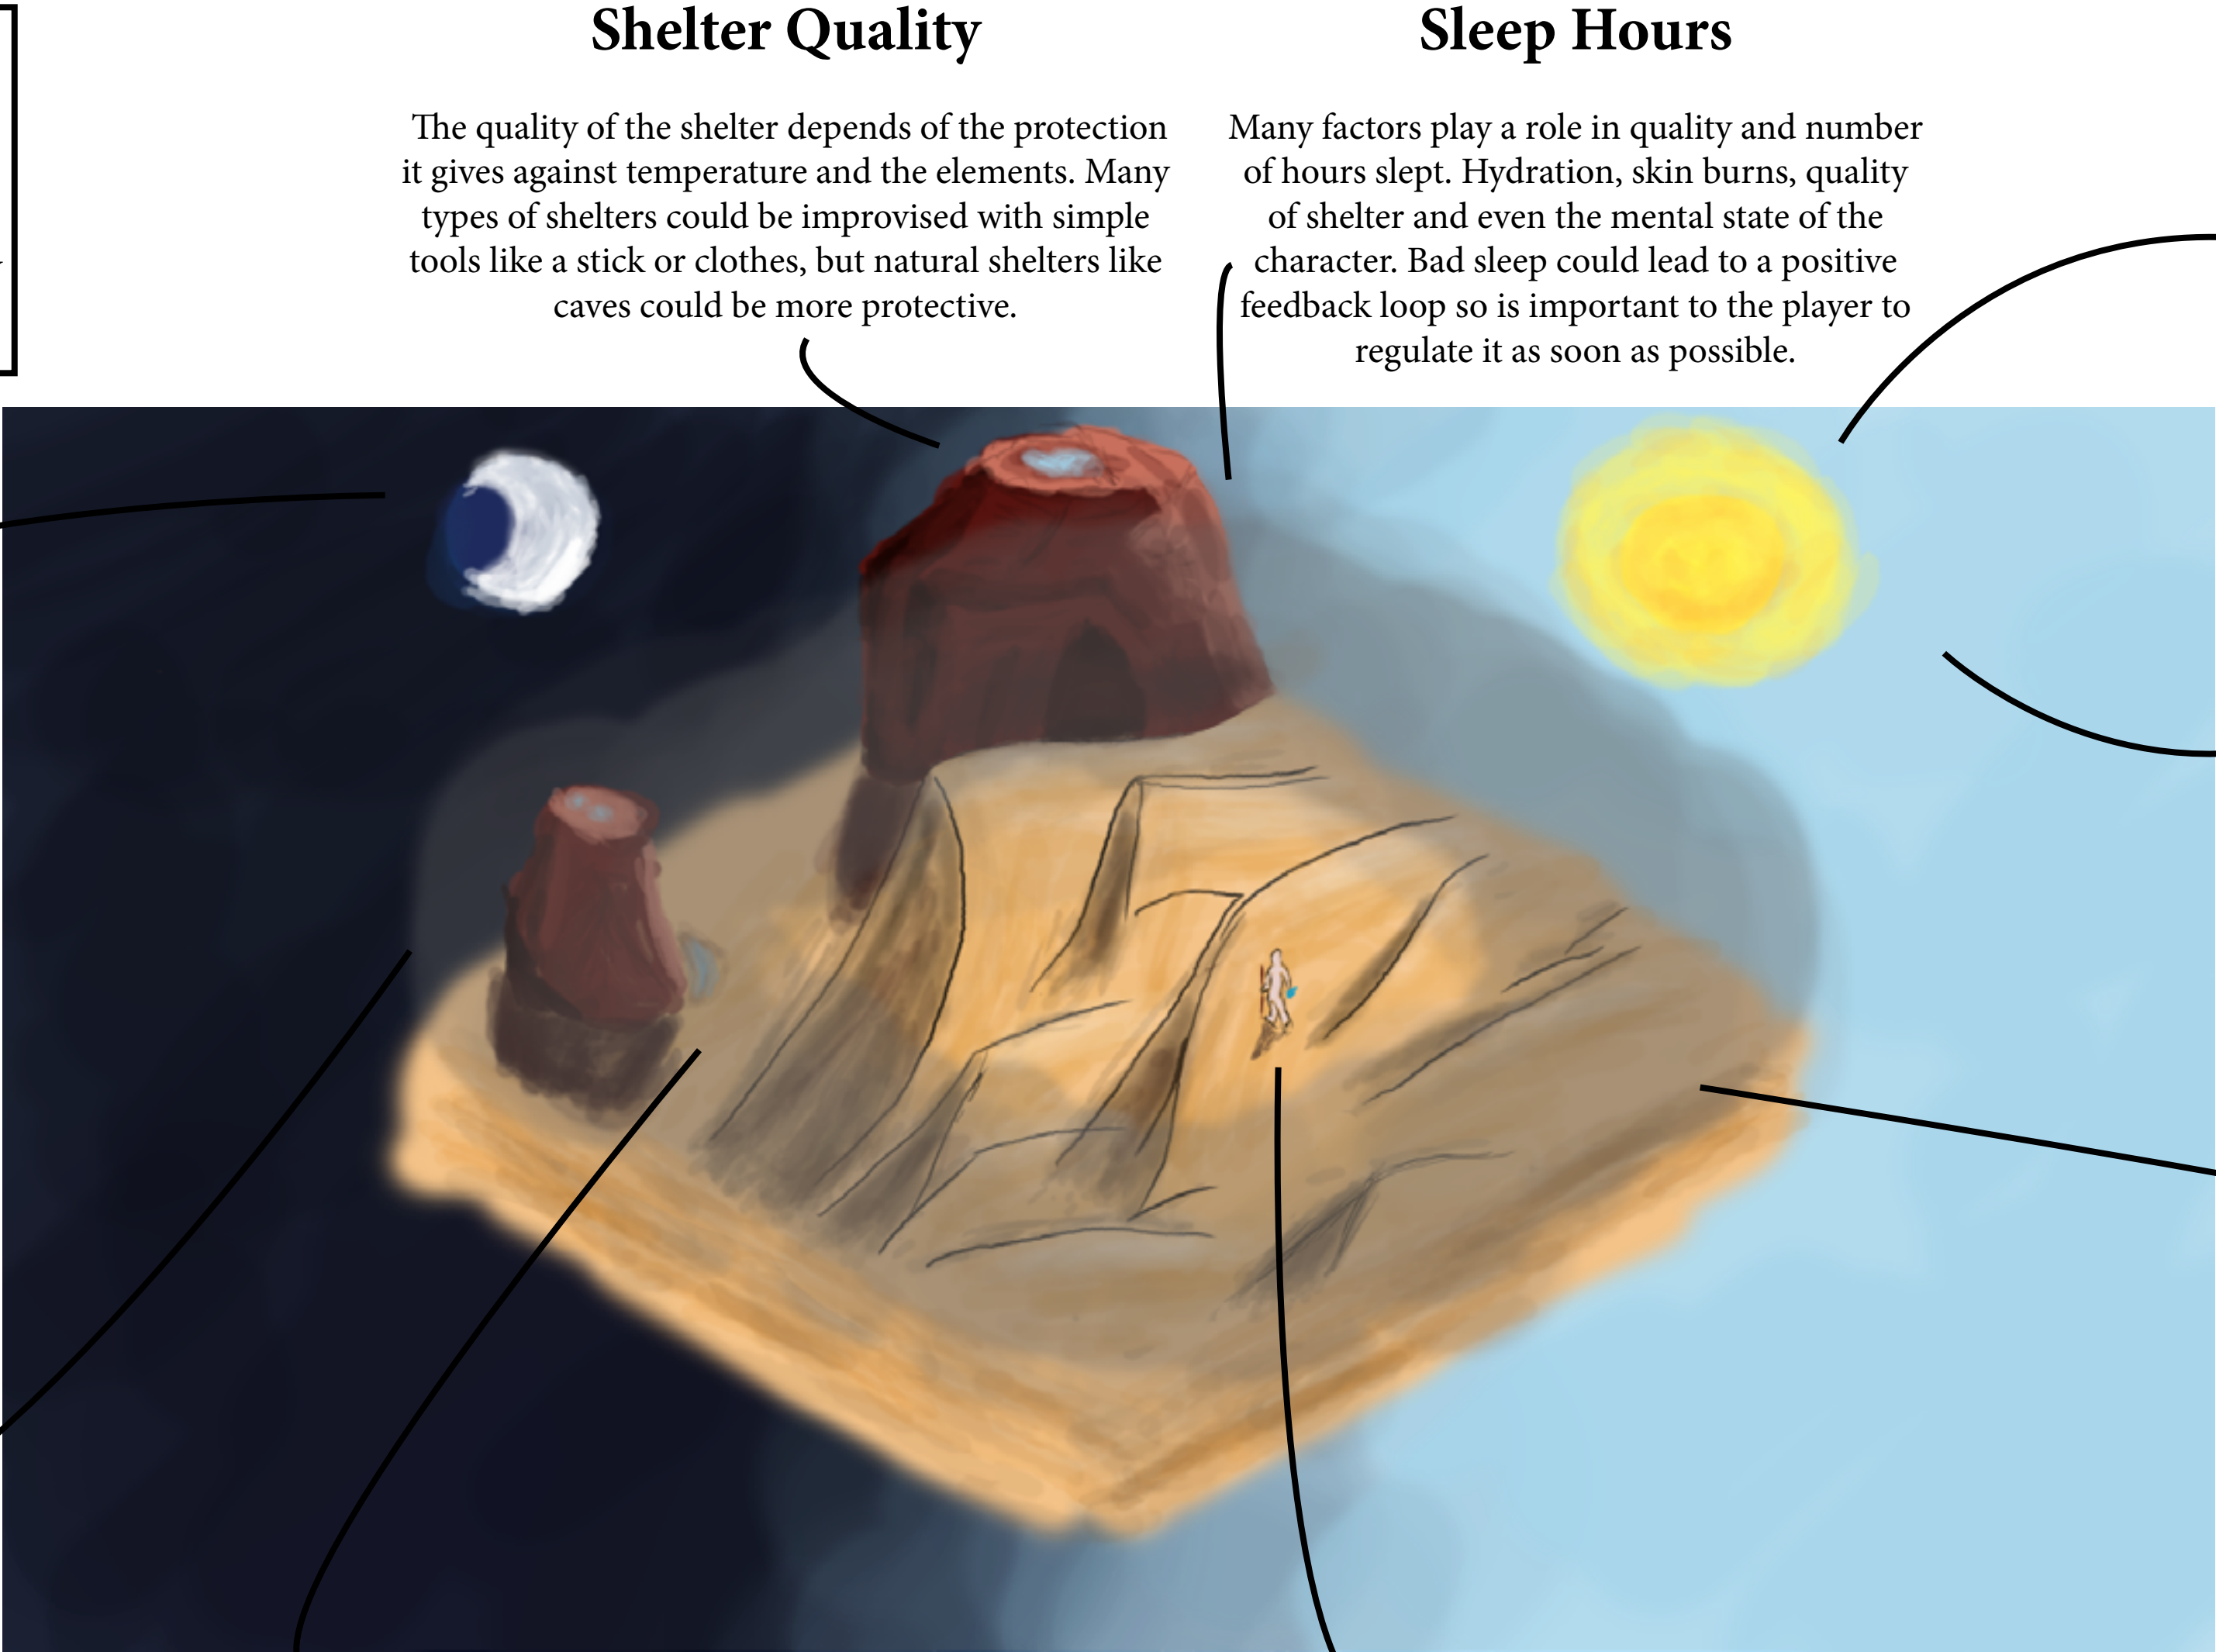 Shelter Quality
The quality of the shelter depends of the protection
it gives against temperature and the elements. Many
types of shelters could be improvised with simple
tools like a stick or clothes, but natural shelters like
caves could be more protective.
Sleep Hours
Many factors play a role in quality and number
of hours slept. Hydration, skin burns, quality
of shelter and even the mental state of the
character. Bad sleep could lead to a positive
feedback loop so is important to the player to
regulate it as soon as possible.